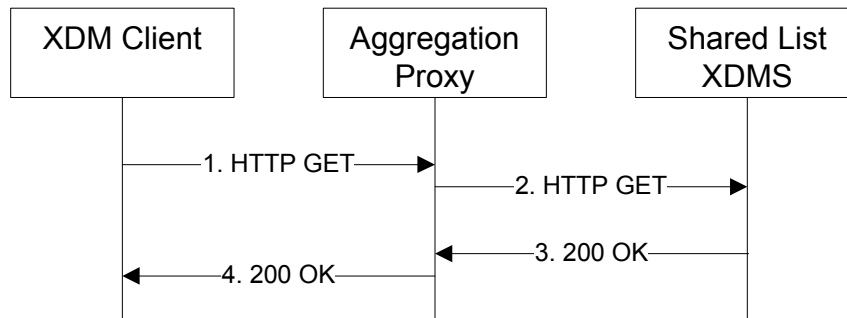 XDM Client
Aggregation
Proxy
Shared List
XDMS
1. HTTP GET
2. HTTP GET
3. 200 OK
4. 200 OK